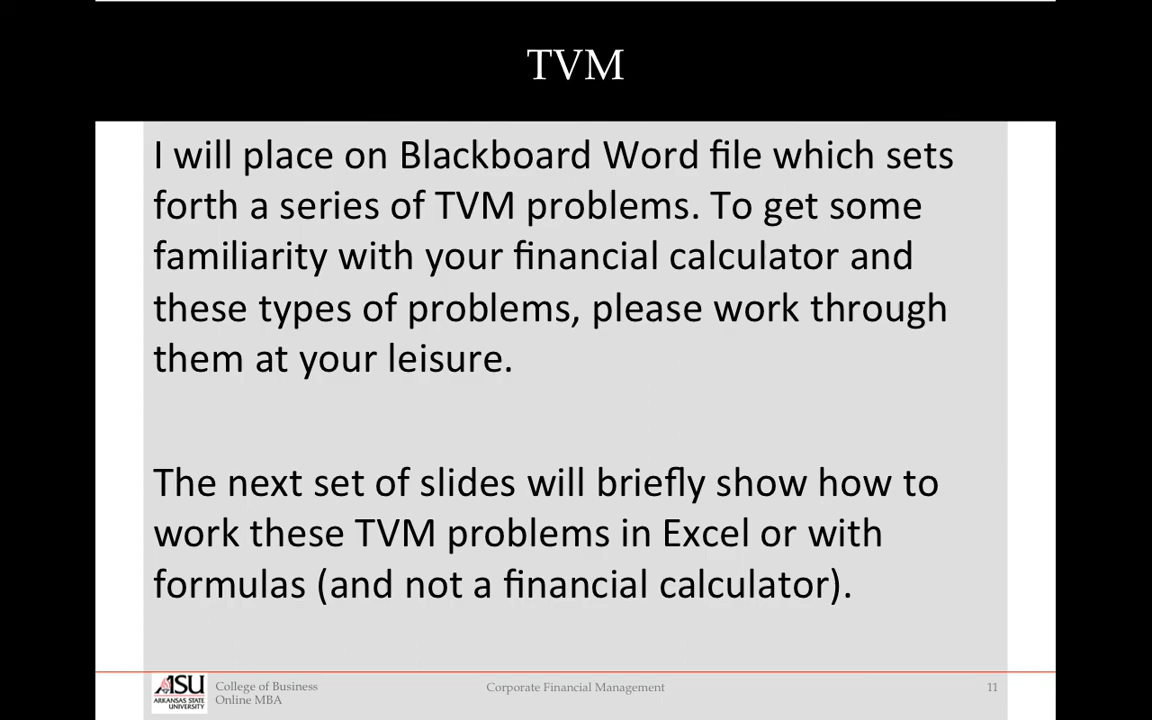 TVM
I will place on Blackboard Word file which sets
forth a series of TVM problems. To get some
familiarity with your financial calculator and
these types of problems, please work through
them at your leisure.
The next set of slides will briefly show how to
work these TVM problems in Excel or with
formulas (and not a financial calculator).
ASU
ARKANSAS STATE
UNIVERSITY
College of Business
Online MBA
Corporate Financial Management
11